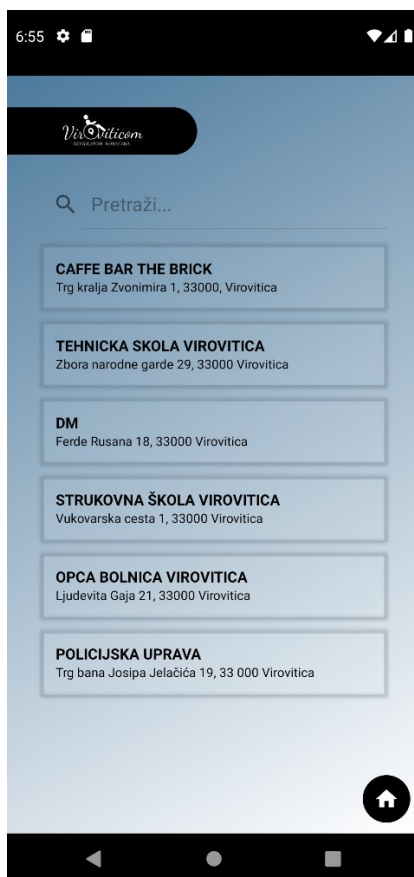 6:55
Viroviticom
Pretraži...
CAFFE BAR THE BRICK
Trg kralja Zvonimira 1, 33000, Virovitica
TEHNICKA SKOLA VIROVITICA
Zbora narodne garde 29, 33000 Virovitica
DM
Ferde Rusana 18, 33000 Virovitica
STRUKOVNA ŠKOLA VIROVITICA
Vukovarska cesta 1, 33000 Virovitica
OPCA BOLNICA VIROVITICA
Ljudevita Gaja 21, 33000 Virovitica
POLICIJSKA UPRAVA
Trg bana Josipa Jelačića 19, 33 000 Virovitica